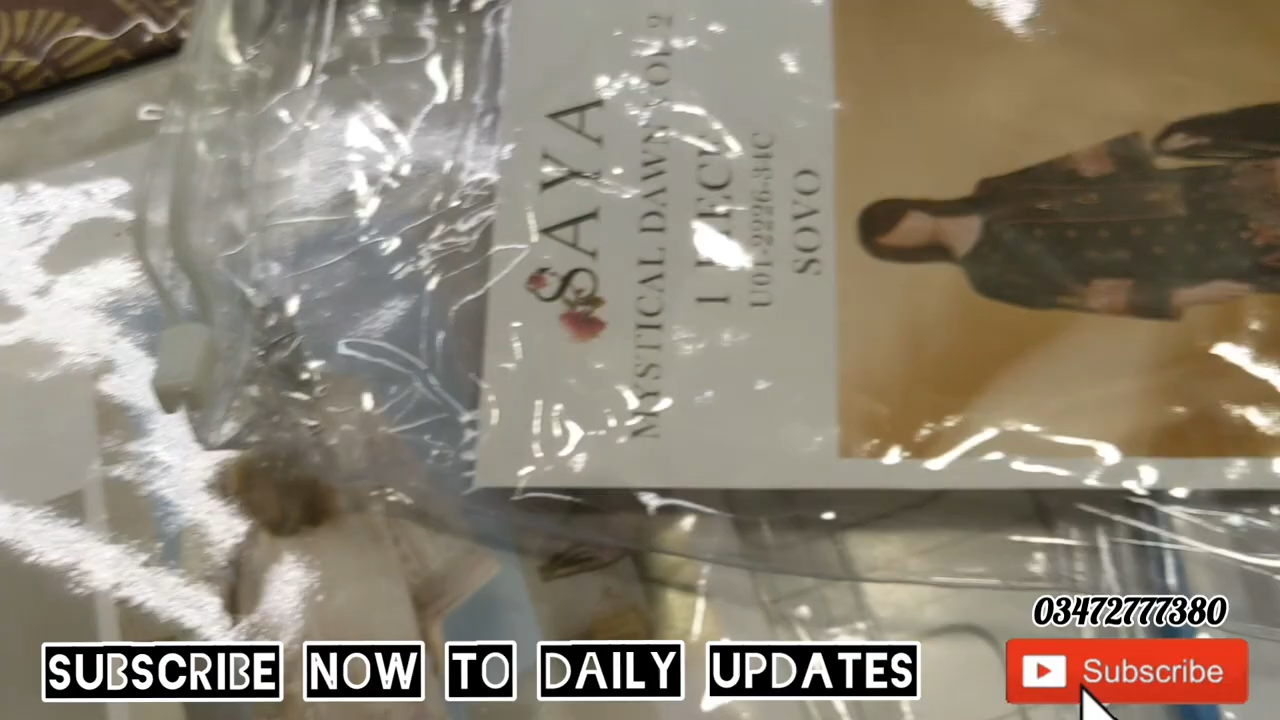 SAYA
MYSTICAL DAWN VOL 2
1 PIECE
U01-2226-34C
SOVO
03472777380
SUBSCRIBE NOW TO DAILY UPDATES
Subscribe